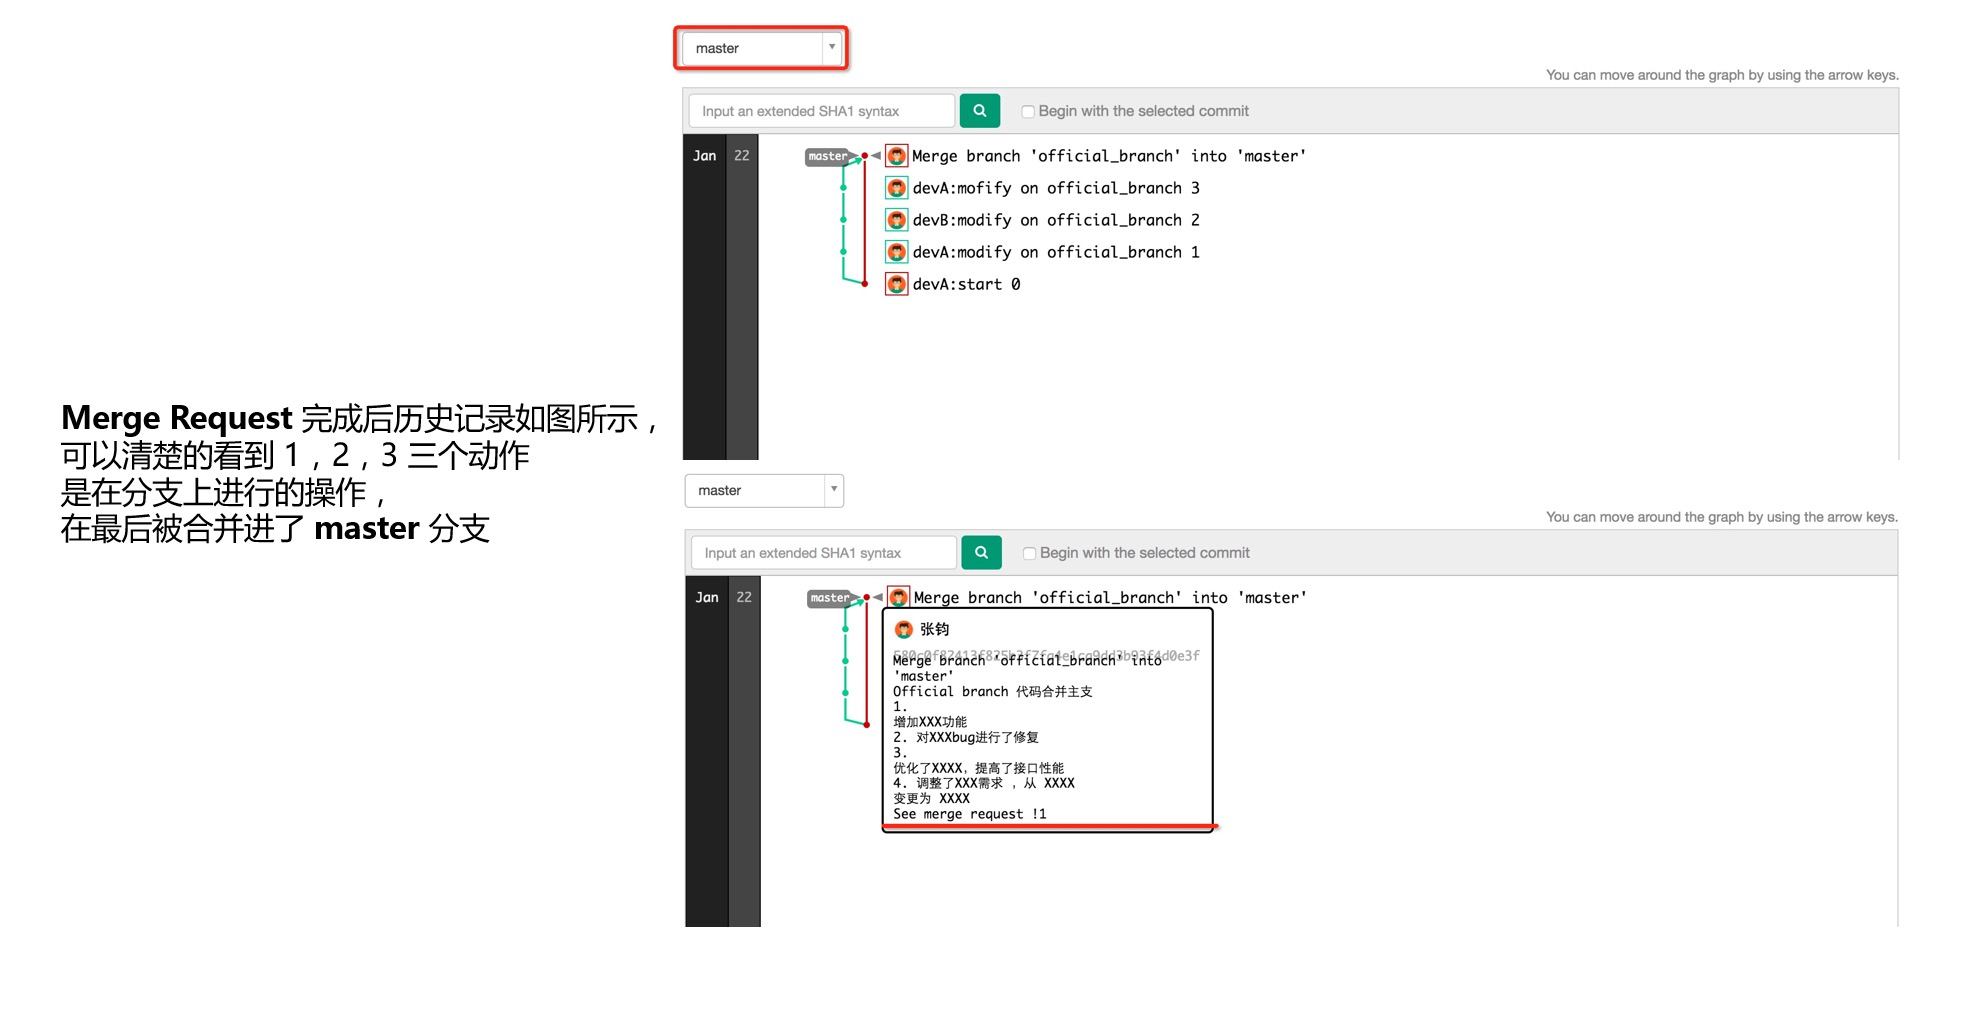 Merge Request 完成后历史记录如图所示，
可以清楚的看到 1，2，3 三个动作
是在分支上进行的操作，
在最后被合并进了 master 分支
master
You can move around the graph by using the arrow keys.
Input an extended SHA1 syntax
Begin with the selected commit
Jan 22
master
Merge branch 'official_branch' into 'master'
devA:mofify on official_branch 3
devB:modify on official_branch 2
devA:modify on official_branch 1
devA:start 0
master
You can move around the graph by using the arrow keys.
Input an extended SHA1 syntax
Begin with the selected commit
Jan 22
master
Merge branch 'official_branch' into 'master'
张钧
Merge branch 'official_branch' into
'master'
Official branch 代码合并主支
1.
增加XXX功能
2. 对XXXbug进行了修复
3.
优化了XXXX，提高了接口性能
4. 调整了XXX需求 ，从 XXXX
变更为 XXXX
See merge request !1